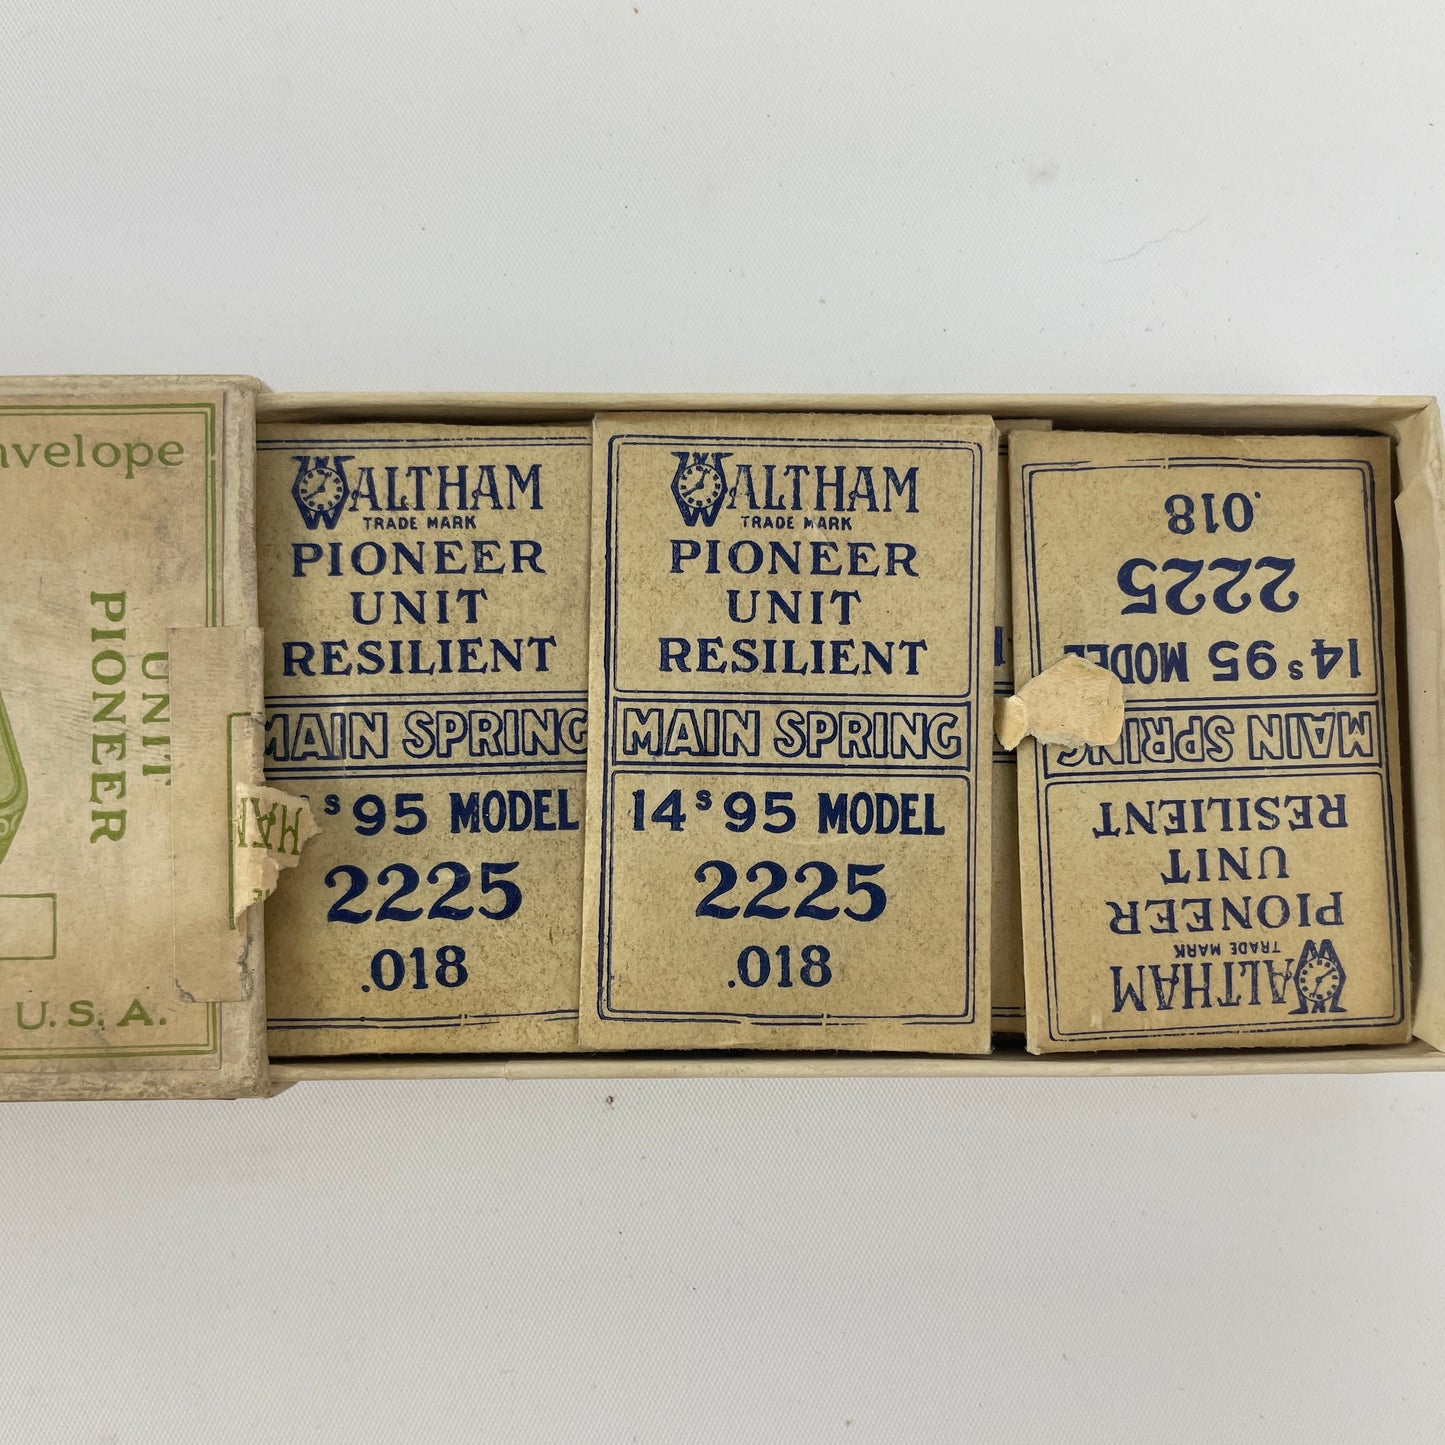 nvelope
UNIT
PIONEER
HAM
U.S.A.
WALTHAM
TRADE MARK
PIONEER
UNIT
RESILIENT
MAIN SPRING
s 95 MODEL
2225
.018
WALTHAM
TRADE MARK
PIONEER
UNIT
RESILIENT
MAIN SPRING
14s 95 MODEL
2225
.018
WALTHAM
TRADE MARK
PIONEER
UNIT
RESILIENT
MAIN SPRING
14s 95 MODEL
2225
.018